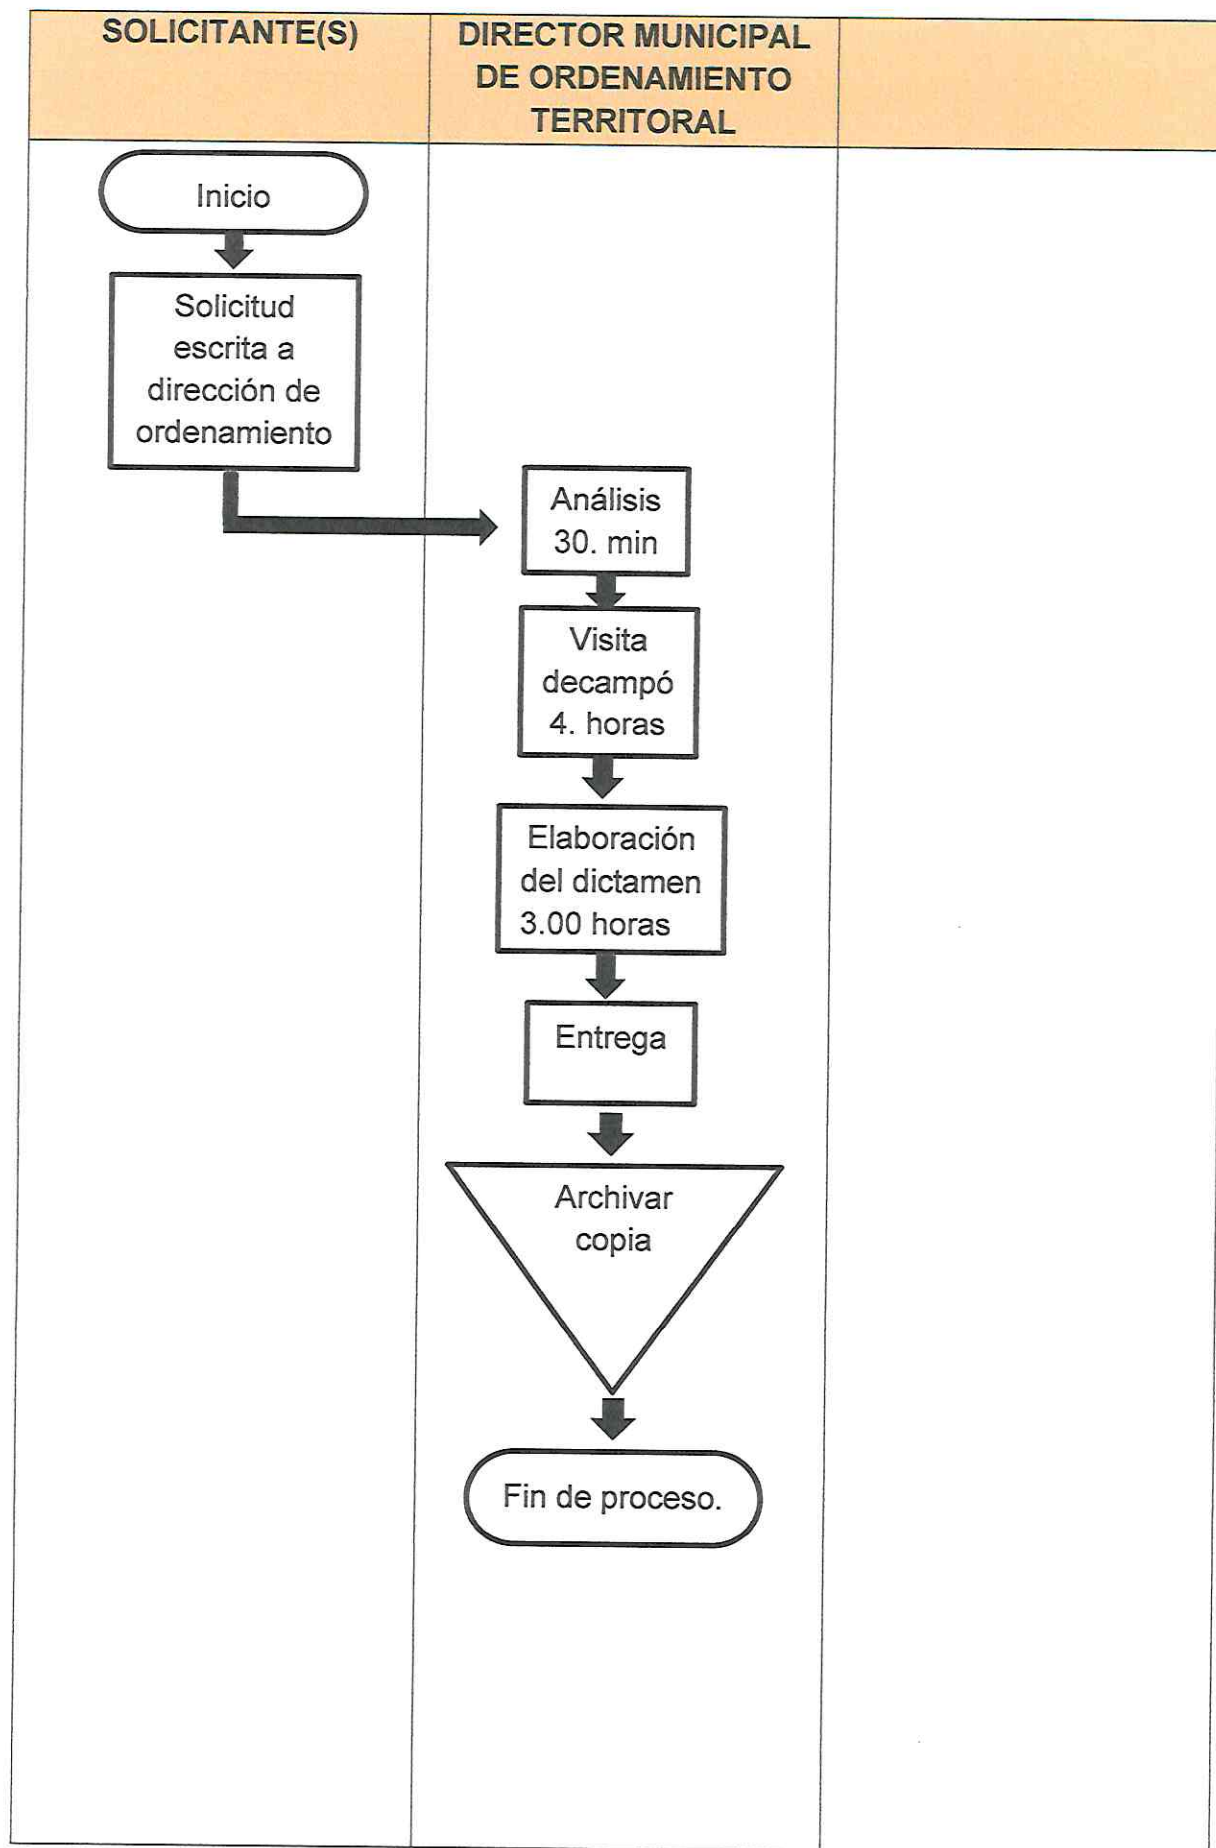 SOLICITANTE(S)
DIRECTOR MUNICIPAL
DE ORDENAMIENTO
TERRITORAL
Inicio
Solicitud
escrita a
dirección de
ordenamiento
Análisis
30. min
Visita
decampó
4. horas
Elaboración
del dictamen
3.00 horas
Entrega
Archivar
copia
Fin de proceso.